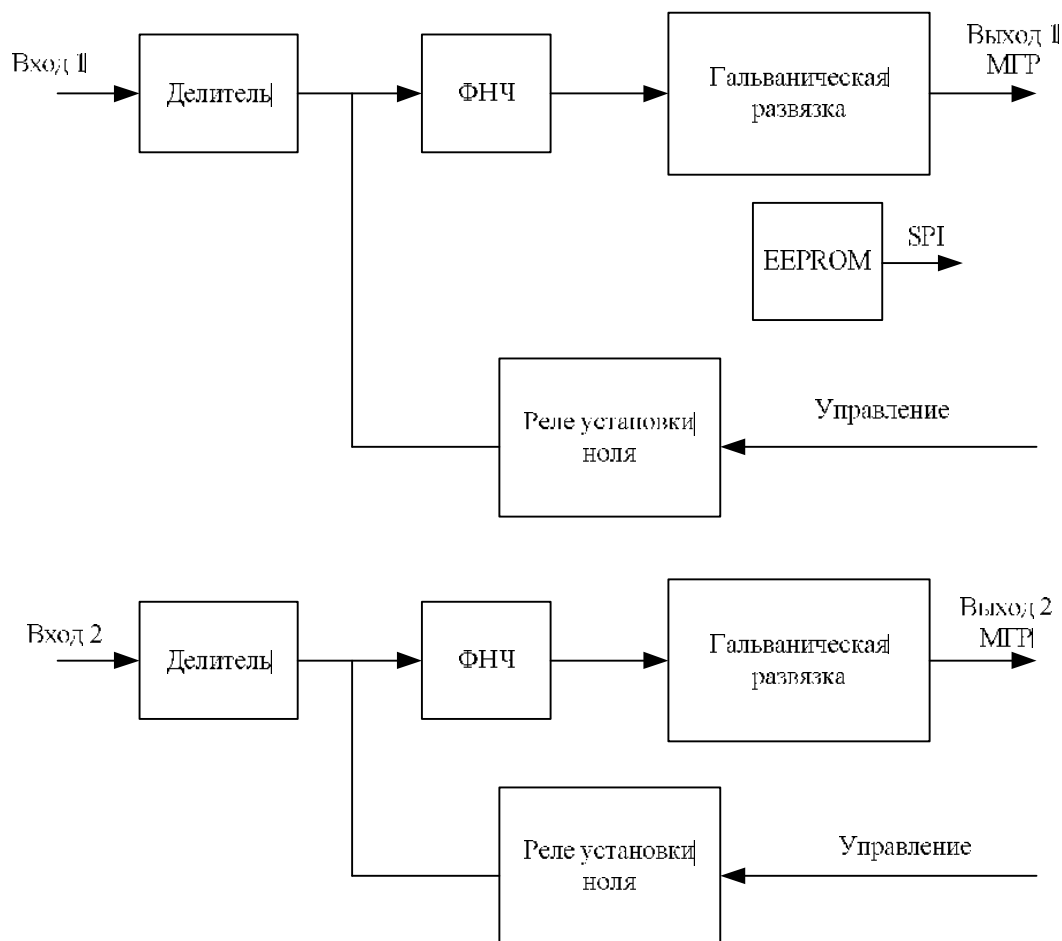 Вход 1
Делитель
ФНЧ
Гальваническая
развязка
Выход 1
МГР
EEPROM
SPI
Реле установки
ноля
Управление
Вход 2
Делитель
ФНЧ
Гальваническая
развязка
Выход 2
МГР
Реле установки
ноля
Управление